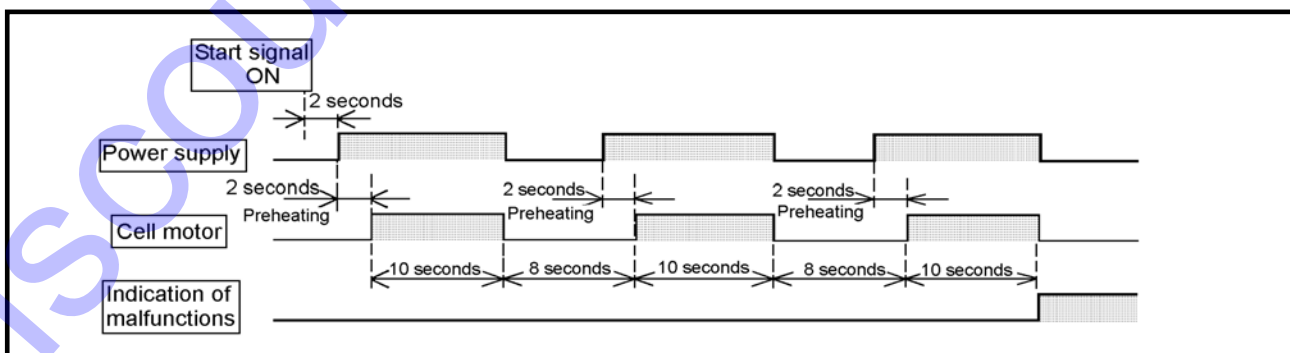 Start signal
ON
2 seconds
Power supply
2 seconds
Preheating
2 seconds
Preheating
2 seconds
Preheating
Cell motor
10 seconds
8 seconds
10 seconds
8 seconds
10 seconds
Indication of
malfunctions